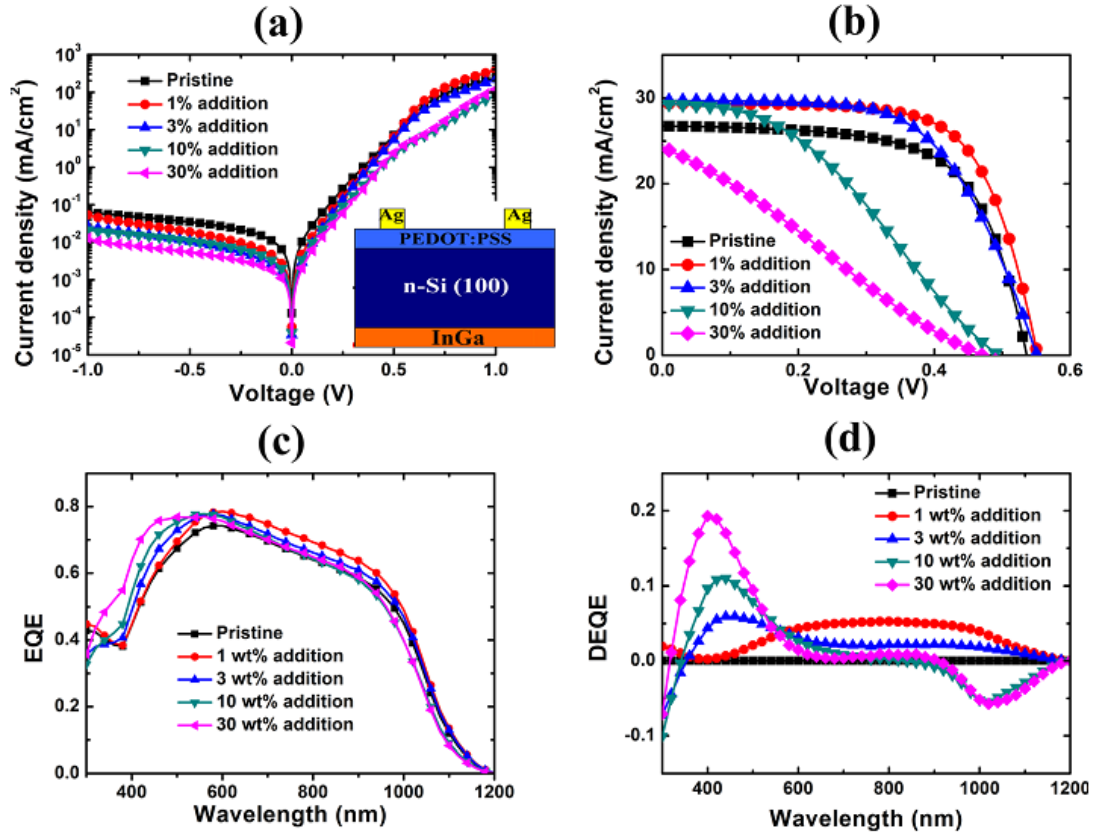 (a)
Current density (mA/cm²)
10³
10²
10¹
10⁰
10⁻¹
10⁻²
10⁻³
10⁻⁴
10⁻⁵
Pristine
1% addition
3% addition
10% addition
30% addition
Ag
Ag
PEDOT:PSS
n-Si (100)
InGa
-1.0 -0.5 0.0 0.5 1.0
Voltage (V)
(b)
Current density (mA/cm²)
30
20
10
0
Pristine
1% addition
3% addition
10% addition
30% addition
0.0 0.2 0.4 0.6
Voltage (V)
(c)
EQE
0.8
0.6
0.4
0.2
0.0
Pristine
1 wt% addition
3 wt% addition
10 wt% addition
30 wt% addition
400 600 800 1000 1200
Wavelength (nm)
(d)
DEQE
0.2
0.1
0.0
-0.1
Pristine
1 wt% addition
3 wt% addition
10 wt% addition
30 wt% addition
400 600 800 1000 1200
Wavelength (nm)